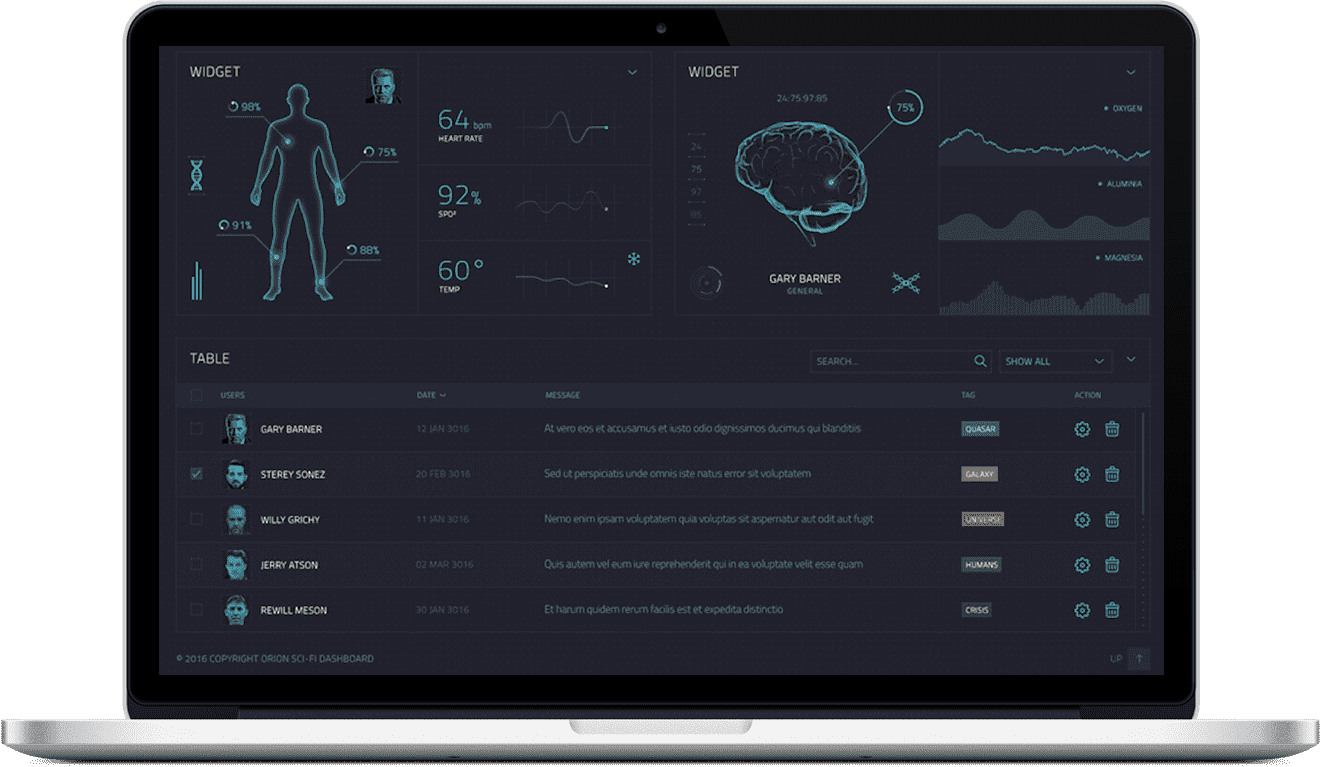 WIDGET
98%
75%
91%
88%
64 bpm
HEART RATE
92%
SPO²
60°
TEMP
WIDGET
24:75:97:85
75%
24
75
97
85
GARY BARNER
GENERAL
OXYGEN
ALUMINIA
MAGNESIA
TABLE
SEARCH...
SHOW ALL
USERS DATE MESSAGE TAG ACTION
GARY BARNER 12 JAN 3016 At vero eos et accusamus et iusto odio dignissimos ducimus qui blanditiis QUASAR
STEREY SONEZ 20 FEB 3016 Sed ut perspiciatis unde omnis iste natus error sit voluptatem GALAXY
WILLY GRICHY 11 JAN 3016 Nemo enim ipsam voluptatem quia voluptas sit aspernatur aut odit aut fugit UNIVERSE
JERRY ATSON 02 MAR 3016 Quis autem vel eum iure reprehenderit qui in ea voluptate velit esse quam HUMANS
REWILL MESON 30 JAN 3016 Et harum quidem rerum facilis est et expedita distinctio CRISIS
© 2016 COPYRIGHT ORION SCI-FI DASHBOARD
UP